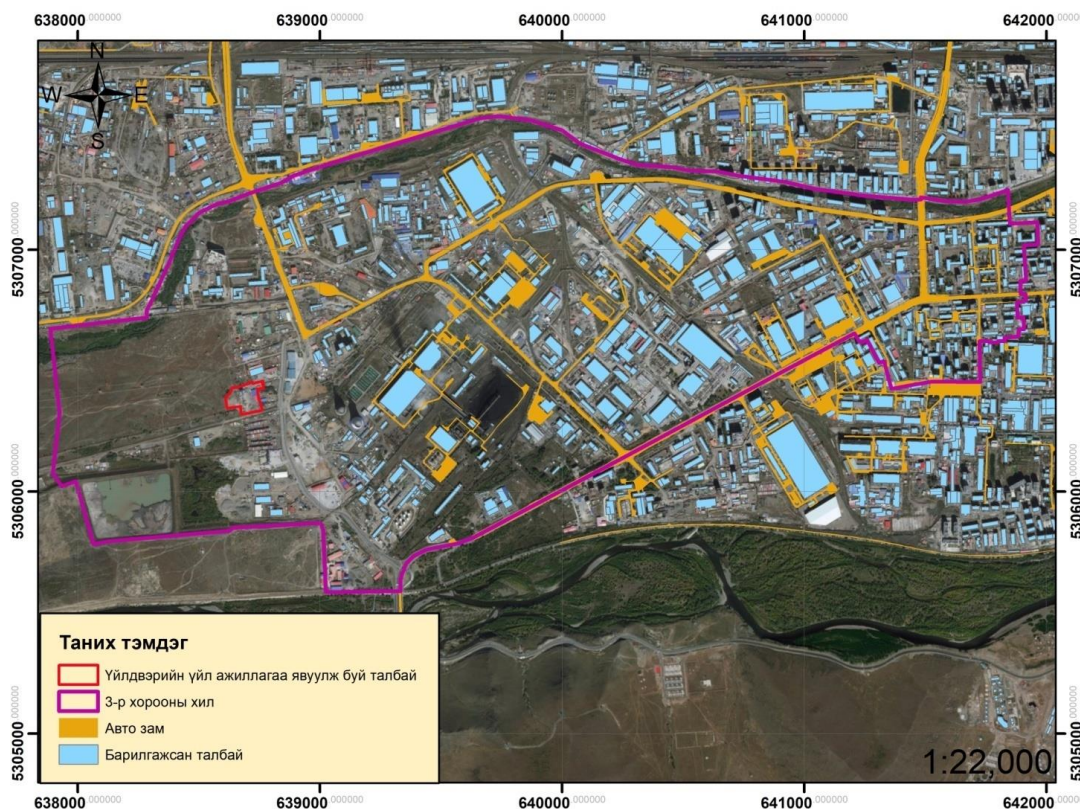 638000.000000 639000.000000 640000.000000 641000.000000 642000.000000
N
W E
S
5307000.000000 5307000.000000
5306000.000000 5306000.000000
5305000.000000 5305000.000000
Таних тэмдэг
Үйлдвэрийн үйл ажиллагаа явуулж буй талбай
3-р хорооны хил
Авто зам
Барилгажсан талбай
1:22,000
638000.000000 639000.000000 640000.000000 641000.000000 642000.000000